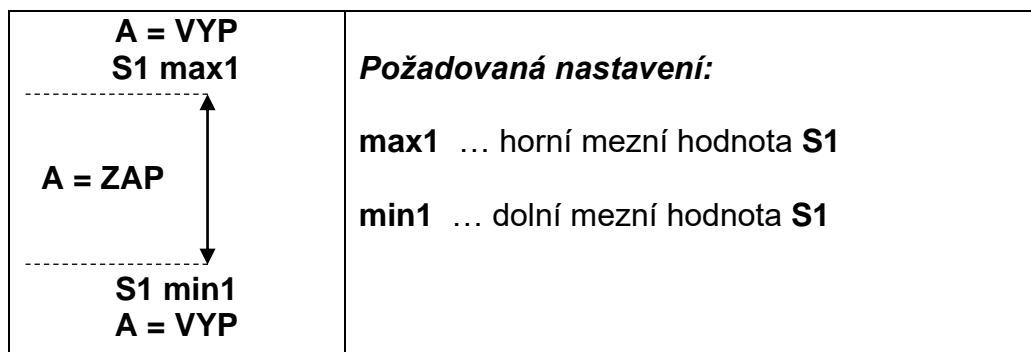 A = VYP
S1 max1
A = ZAP
S1 min1
A = VYP
Požadovaná nastavení:
max1 … horní mezní hodnota S1
min1 … dolní mezní hodnota S1